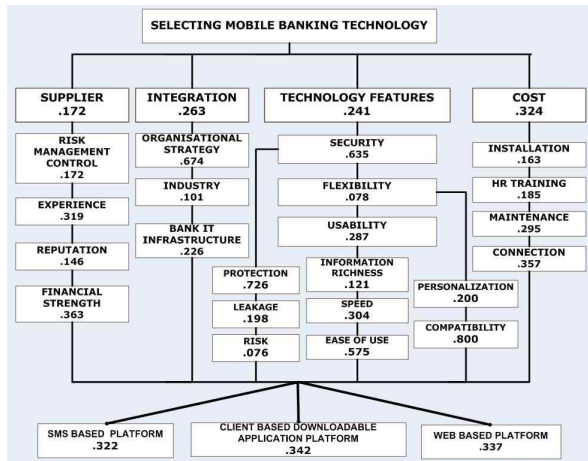 SELECTING MOBILE BANKING TECHNOLOGY
SUPPLIER
.172
INTEGRATION
.263
TECHNOLOGY FEATURES
.241
COST
.324
RISK
MANAGEMENT
CONTROL
.172
EXPERIENCE
.319
REPUTATION
.146
FINANCIAL
STRENGTH
.363
ORGANISATIONAL
STRATEGY
.674
INDUSTRY
.101
BANK IT
INFRASTRUCTURE
.226
SECURITY
.635
FLEXIBILITY
.078
USABILITY
.287
PROTECTION
.726
LEAKAGE
.198
RISK
.076
INFORMATION
RICHNESS
.121
SPEED
.304
EASE OF USE
.575
PERSONALIZATION
.200
COMPATIBILITY
.800
INSTALLATION
.163
HR TRAINING
.185
MAINTENANCE
.295
CONNECTION
.357
SMS BASED PLATFORM
.322
CLIENT BASED DOWNLOADABLE
APPLICATION PLATFORM
.342
WEB BASED PLATFORM
.337